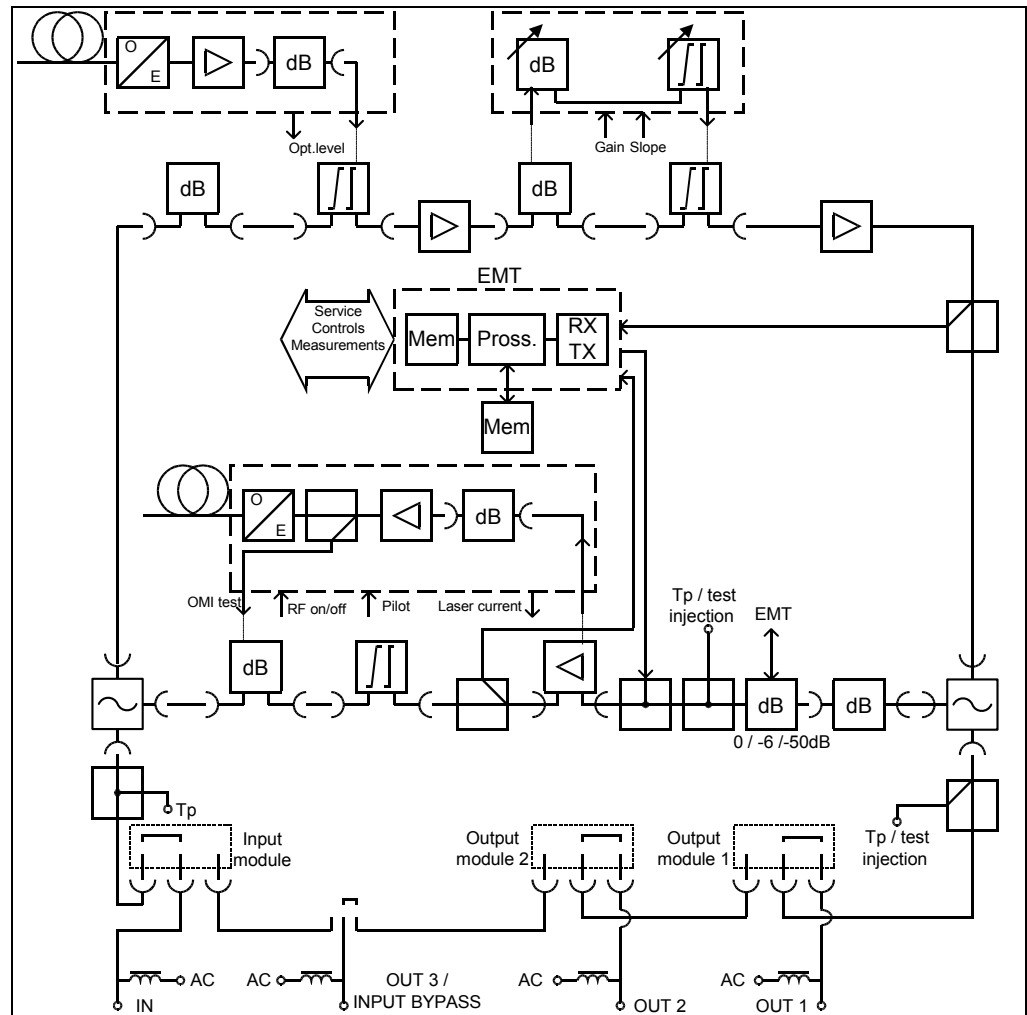 O
E
dB
Opt.level
dB
Gain Slope
dB
dB
EMT
Service
Controls
Measurements
Mem
Pross.
RX
TX
Mem
O
E
dB
OMI test
RF on/off
Pilot
Laser current
Tp / test
injection
EMT
dB
dB
dB
0 / -6 /-50dB
Tp
Input
module
Output
module 2
Output
module 1
Tp / test
injection
AC
AC
AC
AC
IN
OUT 3 /
INPUT BYPASS
OUT 2
OUT 1